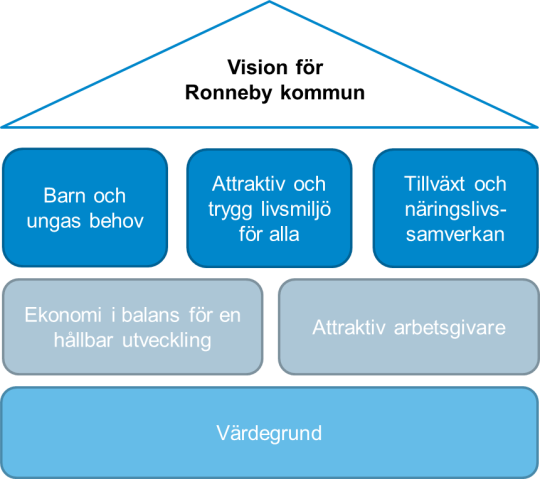 Vision för
Ronneby kommun
Barn och
ungas behov
Attraktiv och
trygg livsmiljö
för alla
Tillväxt och
näringslivs-
samverkan
Ekonomi i balans för en
hållbar utveckling
Attraktiv arbetsgivare
Värdegrund